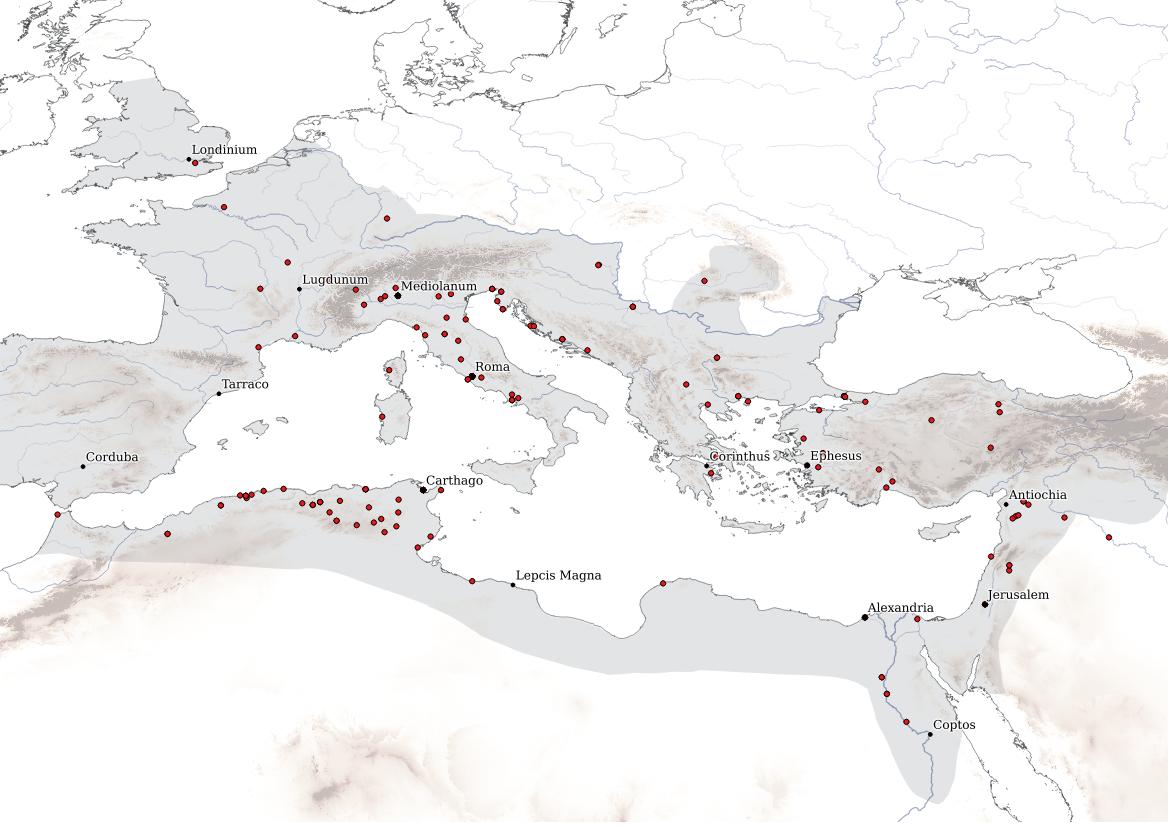 Londinium
Lugdunum
Mediolanum
Roma
Tarraco
Corduba
Corinthus
Ephesus
Carthago
Antiochia
Lepcis Magna
Jerusalem
Alexandria
Coptos